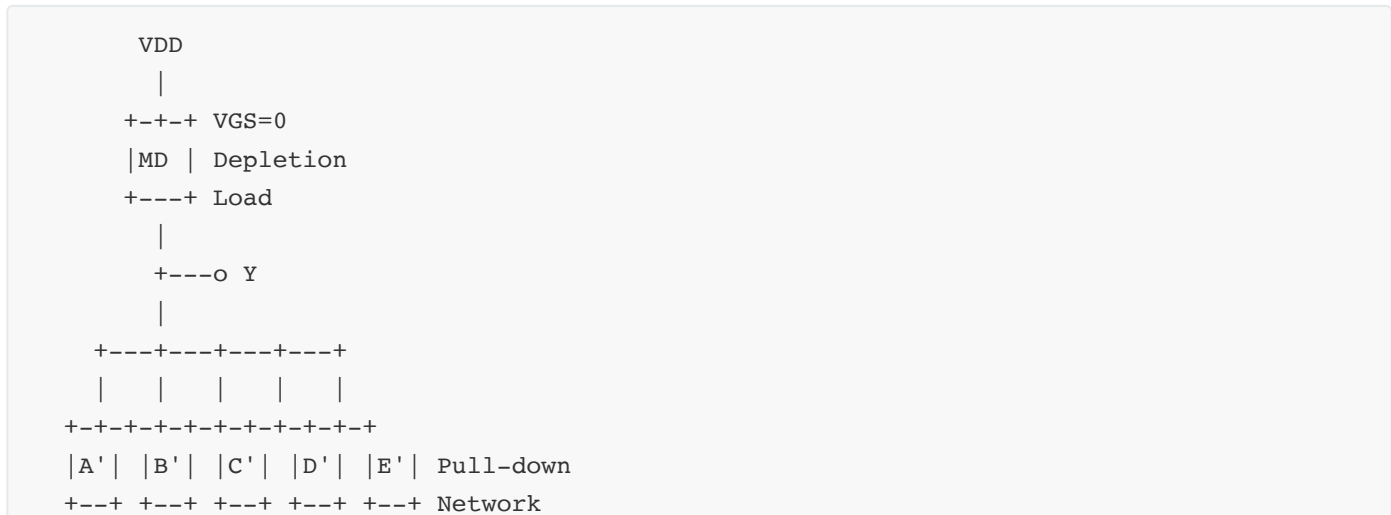 VDD
|
+-+-+ VGS=0
|MD | Depletion
+---+ Load
|
+---o Y
|
+---+---+---+---+
| | | | |
+-+-+-+-+-+-+-+-+-+-+
|A'| |B'| |C'| |D'| |E'| Pull-down
+--+ +--+ +--+ +--+ +--+ Network